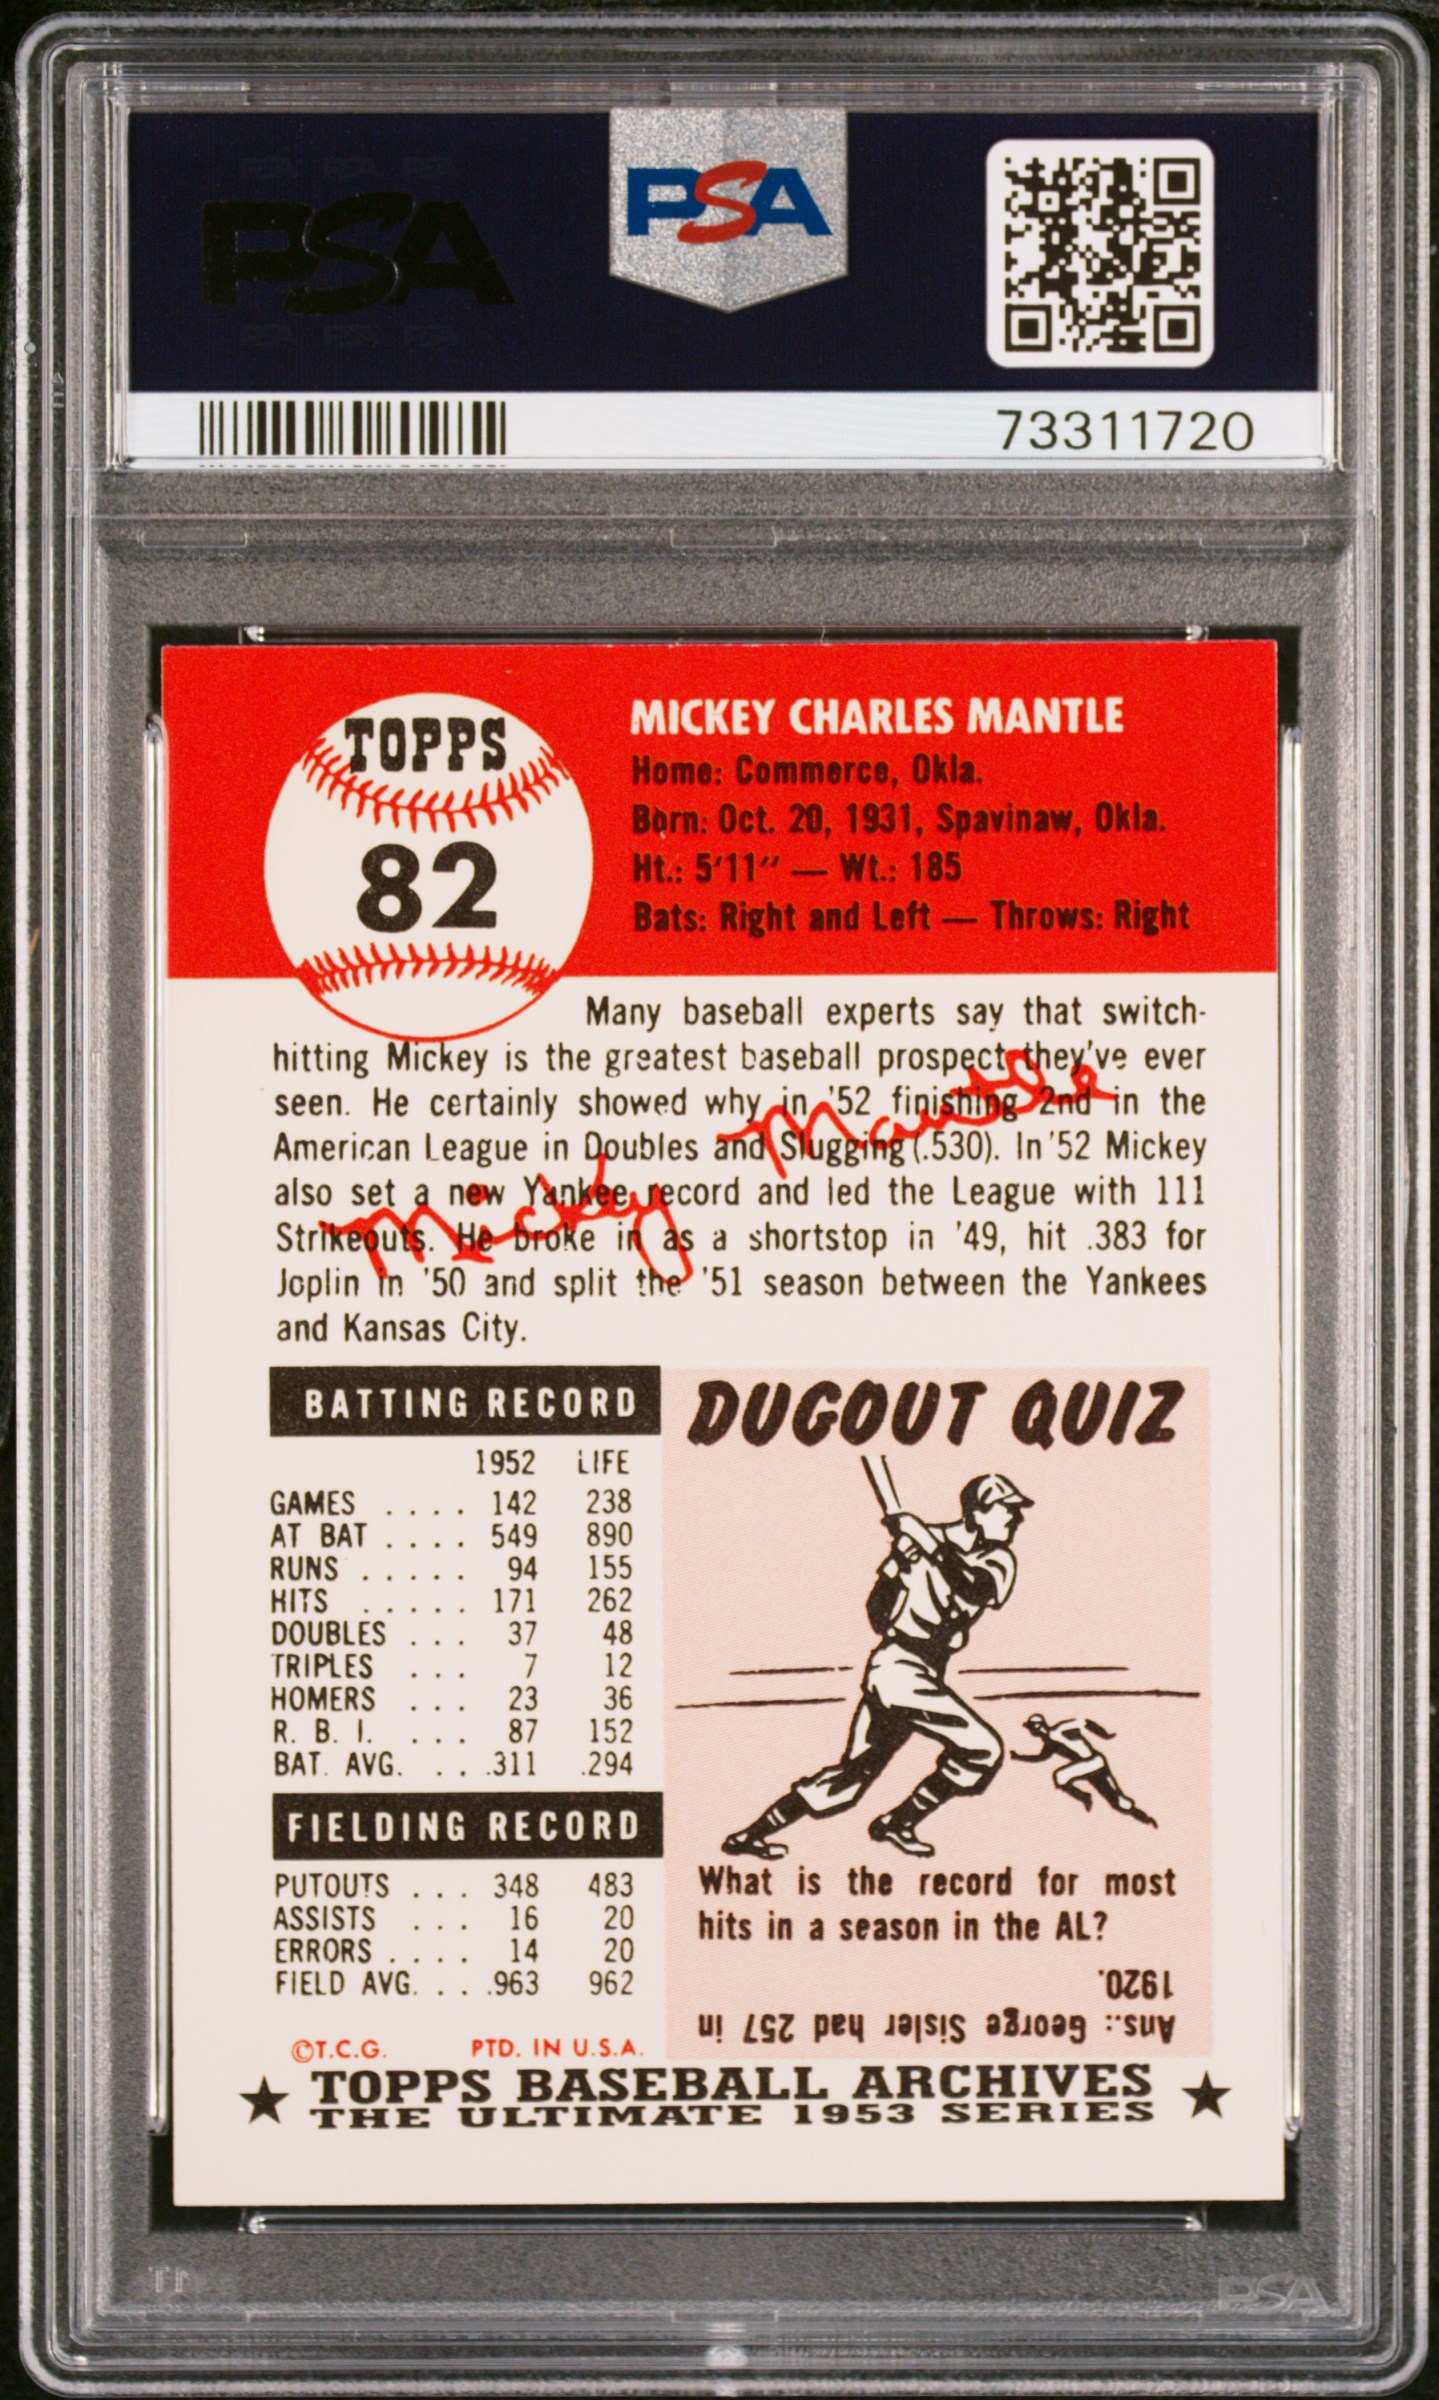 PSA
PSA PSA PSA
PSA
PSA PSA PSA
73311720
TOPPS
82
MICKEY CHARLES MANTLE
Home: Commerce, Okla.
Born: Oct. 20, 1931, Spavinaw, Okla.
Ht.: 5'11" — Wt.: 185
Bats: Right and Left — Throws: Right
Many baseball experts say that switch-
hitting Mickey is the greatest baseball prospect they've ever
seen. He certainly showed why in '52 finishing 2nd in the
American League in Doubles and Slugging (.530). In '52 Mickey
also set a new Yankee record and led the League with 111
Strikeouts. He broke in as a shortstop in '49, hit .383 for
Joplin in '50 and split the '51 season between the Yankees
and Kansas City.
Mickey Mantle
BATTING RECORD
1952 LIFE
GAMES . . . . 142 238
AT BAT . . . . 549 890
RUNS . . . . . 94 155
HITS . . . . . 171 262
DOUBLES . . . 37 48
TRIPLES . . . 7 12
HOMERS . . . 23 36
R. B. I. . . . 87 152
BAT. AVG. . . .311 .294
FIELDING RECORD
PUTOUTS . . . 348 483
ASSISTS . . . 16 20
ERRORS . . . . 14 20
FIELD AVG. . . .963 962
©T.C.G. PTD. IN U.S.A.
DUGOUT QUIZ
What is the record for most
hits in a season in the AL?
Ans.: George Sisler had 257 in
1920.
★ TOPPS BASEBALL ARCHIVES ★
THE ULTIMATE 1953 SERIES
PSA